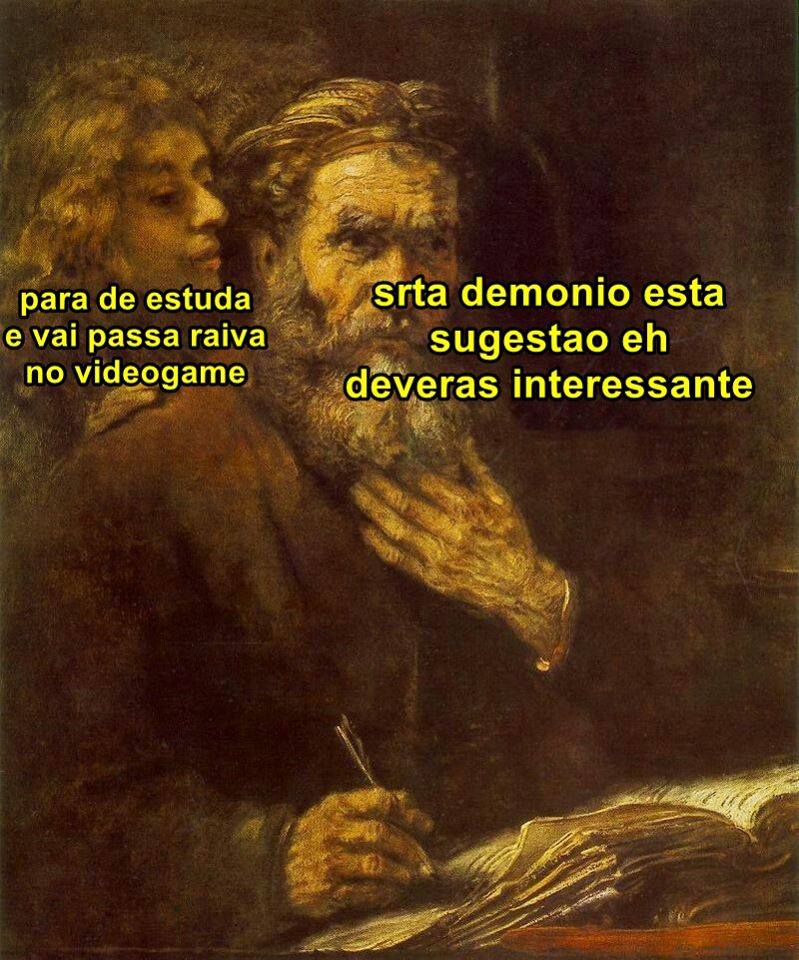 para de estuda
e vai passa raiva
no videogame
srta demonio esta
sugestao eh
deveras interessante